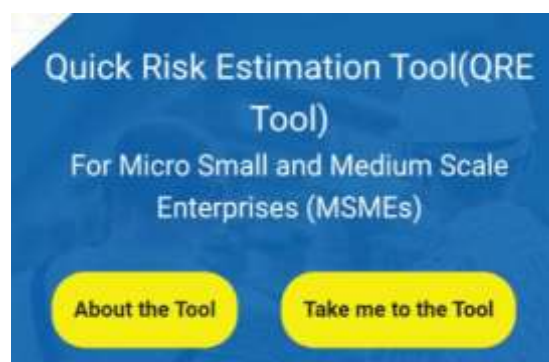 Quick Risk Estimation Tool(QRE
Tool)
For Micro Small and Medium Scale
Enterprises (MSMEs)
About the Tool
Take me to the Tool